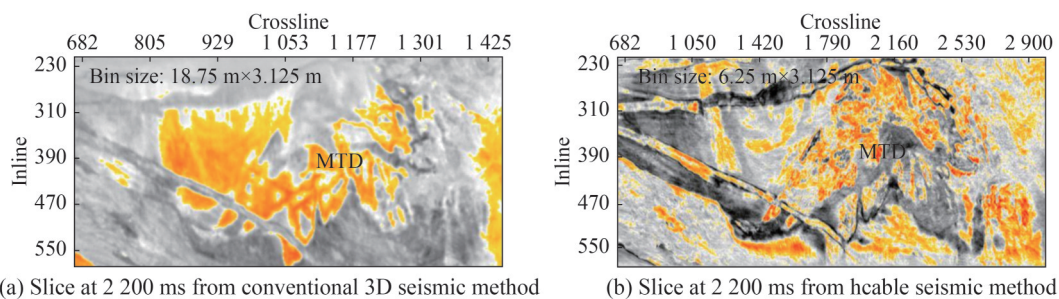 Crossline
682 805 929 1 053 1 177 1 301 1 425
230
Bin size: 18.75 m×3.125 m
310
Inline
390
MTD
470
550
(a) Slice at 2 200 ms from conventional 3D seismic method
Crossline
682 1 050 1 420 1 790 2 160 2 530 2 900
230
Bin size: 6.25 m×3.125 m
310
Inline
390
MTD
470
550
(b) Slice at 2 200 ms from hcable seismic method